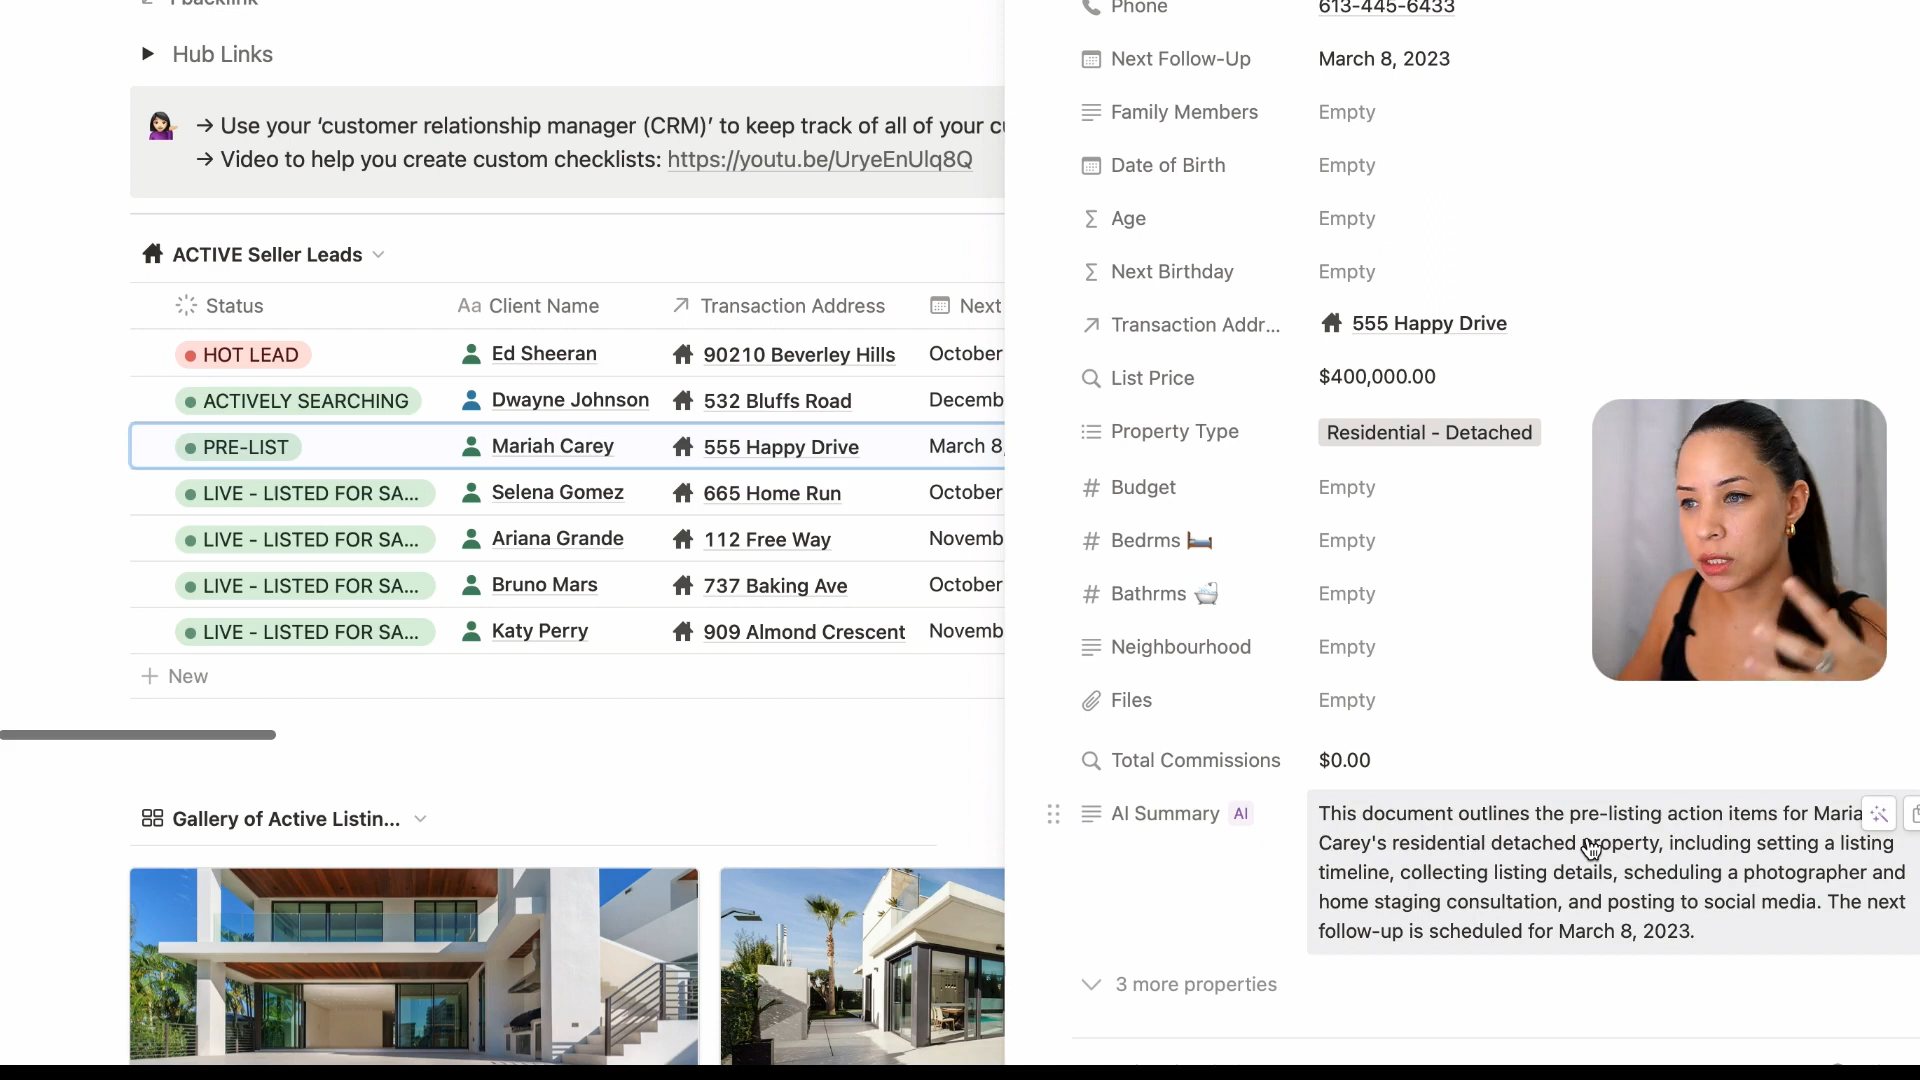 1 backlink
Hub Links
→ Use your ‘customer relationship manager (CRM)’ to keep track of all of your
→ Video to help you create custom checklists: https://youtu.be/UryeEnUlq8Q
ACTIVE Seller Leads
Status Aa Client Name Transaction Address Next
HOT LEAD Ed Sheeran 90210 Beverley Hills October
ACTIVELY SEARCHING Dwayne Johnson 532 Bluffs Road Decemb
PRE-LIST Mariah Carey 555 Happy Drive March 8,
LIVE - LISTED FOR SA... Selena Gomez 665 Home Run October
LIVE - LISTED FOR SA... Ariana Grande 112 Free Way Novemb
LIVE - LISTED FOR SA... Bruno Mars 737 Baking Ave October
LIVE - LISTED FOR SA... Katy Perry 909 Almond Crescent Novemb
+ New
Gallery of Active Listin...
Phone 613-445-6433
Next Follow-Up March 8, 2023
Family Members Empty
Date of Birth Empty
Σ Age Empty
Σ Next Birthday Empty
Transaction Addr... 555 Happy Drive
List Price $400,000.00
Property Type Residential - Detached
# Budget Empty
# Bedrms Empty
# Bathrms Empty
Neighbourhood Empty
Files Empty
Total Commissions $0.00
AI Summary AI This document outlines the pre-listing action items for Maria
Carey's residential detached property, including setting a listing
timeline, collecting listing details, scheduling a photographer and
home staging consultation, and posting to social media. The next
follow-up is scheduled for March 8, 2023.
3 more properties